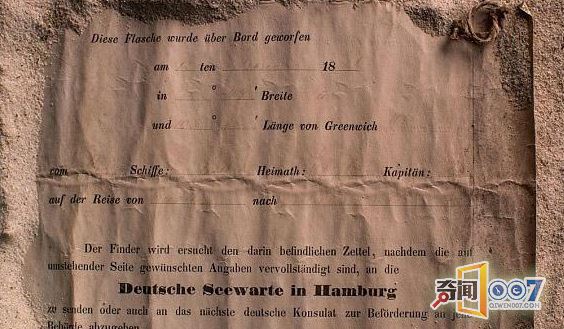 Diese Flasche wurde über Bord geworfen
am ten 18
in ° ' Breite
und ° ' Länge von Greenwich
vom Schiffe: Heimath: Kapitän:
auf der Reise von nach
Der Finder wird ersucht den darin befindlichen Zettel, nachdem die auf
umstehender Seite gewünschten Angaben vervollständigt sind, an die
Deutsche Seewarte in Hamburg
zu senden oder auch an das nächste deutsche Konsulat zur Beförderung an jene
Behörde abzugeben
奇闻 007
QIWEN007.COM